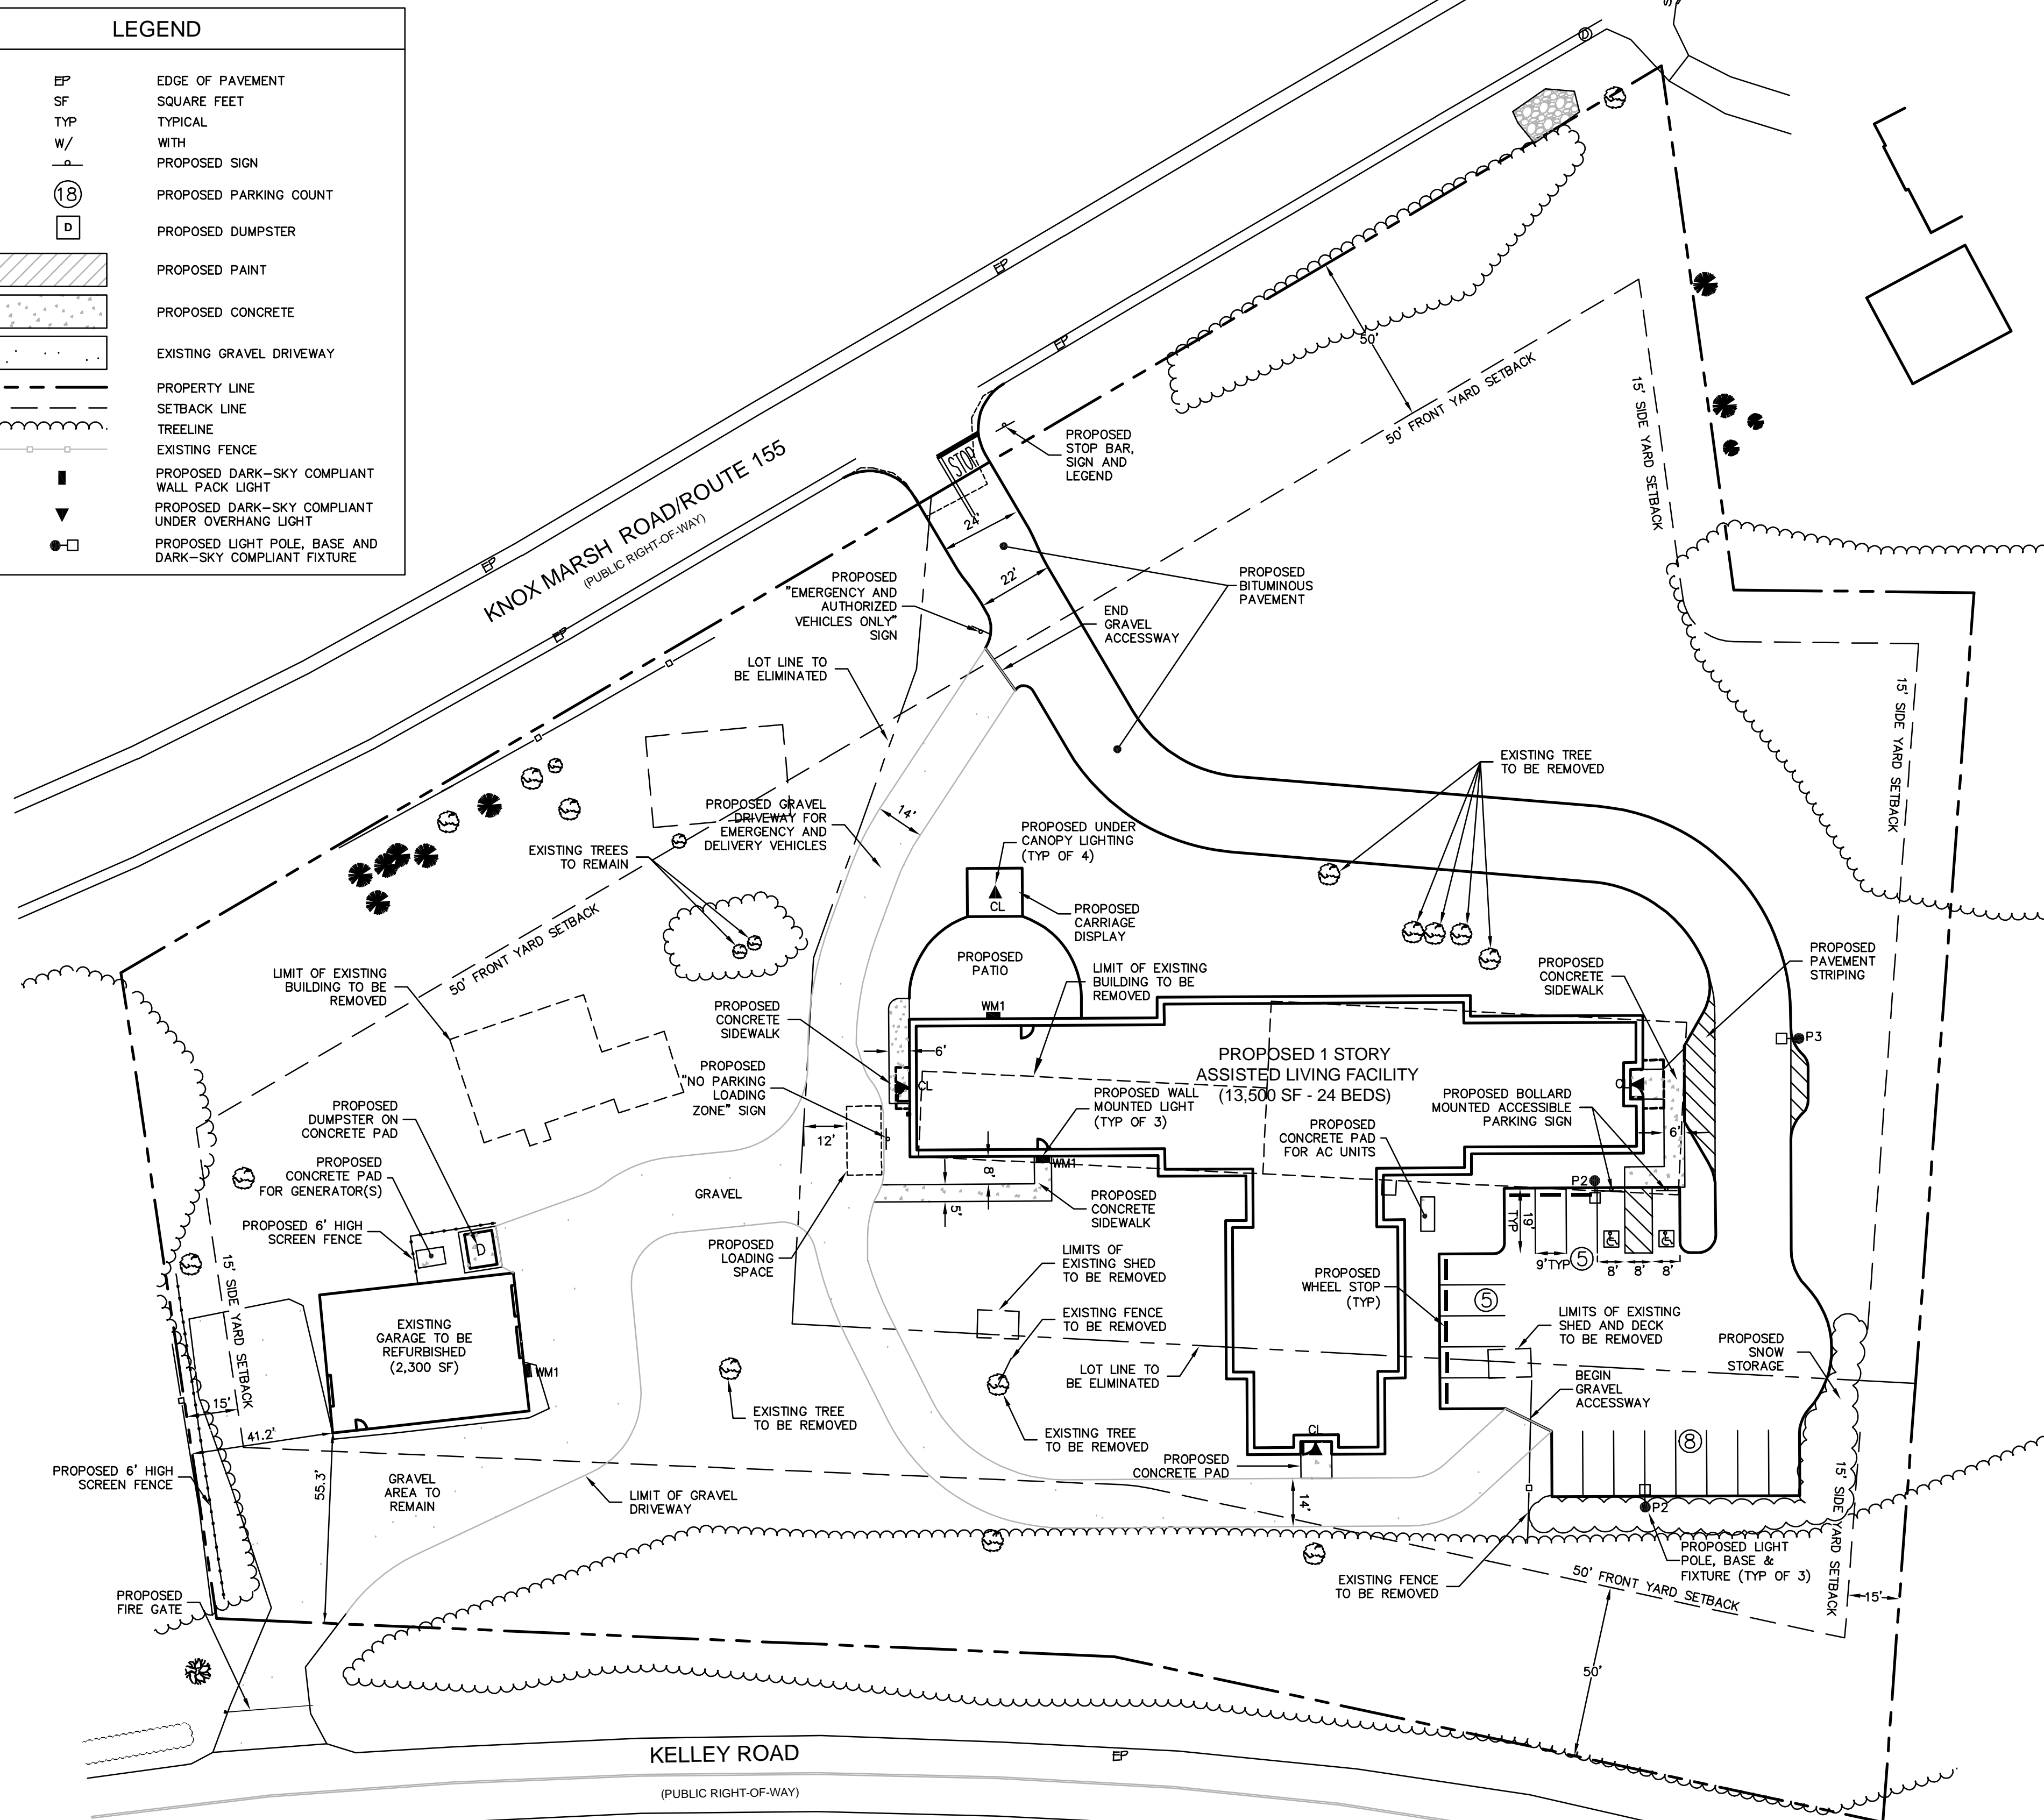 LEGEND
EP EDGE OF PAVEMENT
SF SQUARE FEET
TYP TYPICAL
W/ WITH
PROPOSED SIGN
18 PROPOSED PARKING COUNT
D PROPOSED DUMPSTER
PROPOSED PAINT
PROPOSED CONCRETE
EXISTING GRAVEL DRIVEWAY
PROPERTY LINE
SETBACK LINE
TREELINE
EXISTING FENCE
PROPOSED DARK-SKY COMPLIANT
WALL PACK LIGHT
PROPOSED DARK-SKY COMPLIANT
UNDER OVERHANG LIGHT
PROPOSED LIGHT POLE, BASE AND
DARK-SKY COMPLIANT FIXTURE
D
EP
EP
EP
EP
KNOX MARSH ROAD/ROUTE 155
(PUBLIC RIGHT-OF-WAY)
50'
50' FRONT YARD SETBACK
15' SIDE YARD SETBACK
PROPOSED
STOP BAR,
SIGN AND
LEGEND
STOP
24'
22'
PROPOSED
"EMERGENCY AND
AUTHORIZED
VEHICLES ONLY"
SIGN
PROPOSED
BITUMINOUS
PAVEMENT
END
GRAVEL
ACCESSWAY
LOT LINE TO
BE ELIMINATED
15' SIDE YARD SETBACK
EXISTING TREE
TO BE REMOVED
PROPOSED GRAVEL
DRIVEWAY FOR
EMERGENCY AND
DELIVERY VEHICLES
14'
EXISTING TREES
TO REMAIN
PROPOSED UNDER
CANOPY LIGHTING
(TYP OF 4)
CL
PROPOSED
CARRIAGE
DISPLAY
PROPOSED
PATIO
50' FRONT YARD SETBACK
LIMIT OF EXISTING
BUILDING TO BE
REMOVED
LIMIT OF EXISTING
BUILDING TO BE
REMOVED
PROPOSED
CONCRETE
SIDEWALK
PROPOSED
PAVEMENT
STRIPING
WM1
PROPOSED
CONCRETE
SIDEWALK
6'
P3
PROPOSED 1 STORY
ASSISTED LIVING FACILITY
(13,500 SF - 24 BEDS)
CL
CL
PROPOSED
"NO PARKING
LOADING
ZONE" SIGN
PROPOSED WALL
MOUNTED LIGHT
(TYP OF 3)
PROPOSED BOLLARD
MOUNTED ACCESSIBLE
PARKING SIGN
PROPOSED
CONCRETE PAD
FOR AC UNITS
6'
12'
8'
WM1
5'
PROPOSED
DUMPSTER ON
CONCRETE PAD
PROPOSED
CONCRETE PAD
FOR GENERATOR(S)
PROPOSED 6' HIGH
SCREEN FENCE
D
GRAVEL
PROPOSED
CONCRETE
SIDEWALK
PROPOSED
LOADING
SPACE
P2
19'
TYP
9'TYP
5
8'
8'
8'
LIMITS OF
EXISTING SHED
TO BE REMOVED
PROPOSED
WHEEL STOP
(TYP)
5
EXISTING FENCE
TO BE REMOVED
LIMITS OF EXISTING
SHED AND DECK
TO BE REMOVED
PROPOSED
SNOW
STORAGE
15' SIDE YARD SETBACK
EXISTING
GARAGE TO BE
REFURBISHED
(2,300 SF)
WM1
LOT LINE TO
BE ELIMINATED
BEGIN
GRAVEL
ACCESSWAY
15'
41.2'
EXISTING TREE
TO BE REMOVED
EXISTING TREE
TO BE REMOVED
CL
8
PROPOSED
CONCRETE PAD
PROPOSED 6' HIGH
SCREEN FENCE
55.3'
GRAVEL
AREA TO
REMAIN
LIMIT OF GRAVEL
DRIVEWAY
14'
P2
15' SIDE YARD SETBACK
PROPOSED LIGHT
POLE, BASE &
FIXTURE (TYP OF 3)
EXISTING FENCE
TO BE REMOVED
50' FRONT YARD SETBACK
15'
PROPOSED
FIRE GATE
50'
KELLEY ROAD
(PUBLIC RIGHT-OF-WAY)
EP